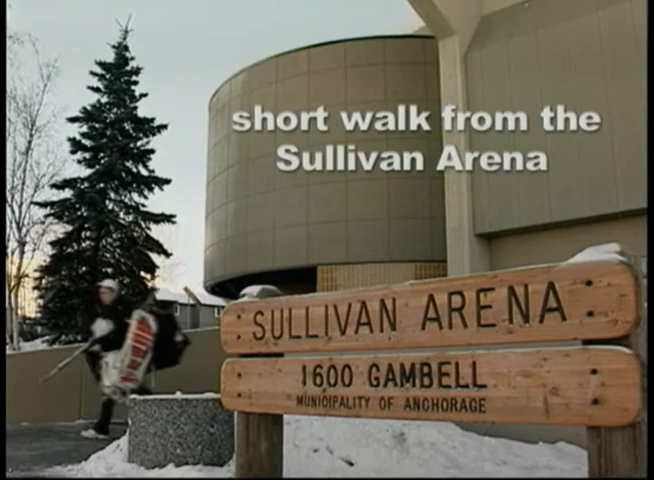 short walk from the
Sullivan Arena
SULLIVAN ARENA
1600 GAMBELL
MUNICIPALITY OF ANCHORAGE